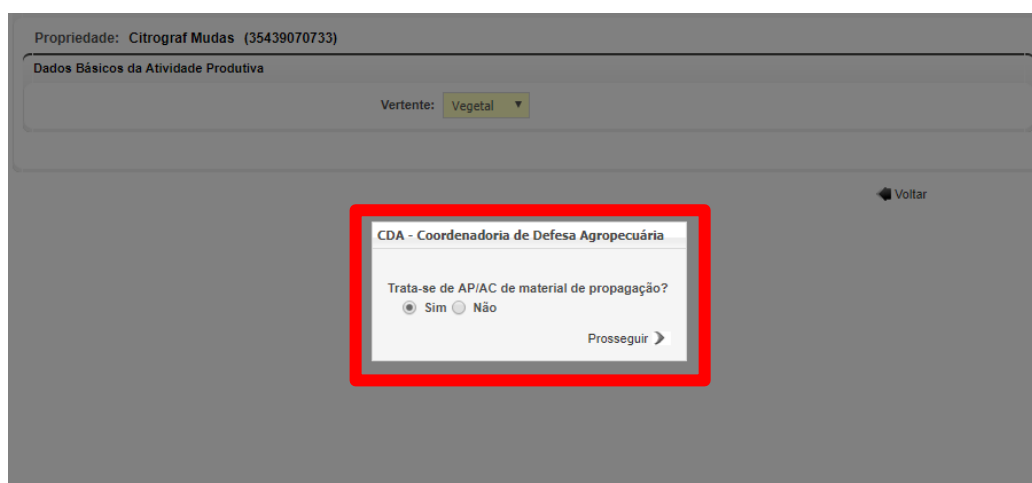 Propriedade: Citrograf Mudas (35439070733)
Dados Básicos da Atividade Produtiva
Vertente: Vegetal
Voltar
CDA - Coordenadoria de Defesa Agropecuária
Trata-se de AP/AC de material de propagação?
Sim Não
Prosseguir